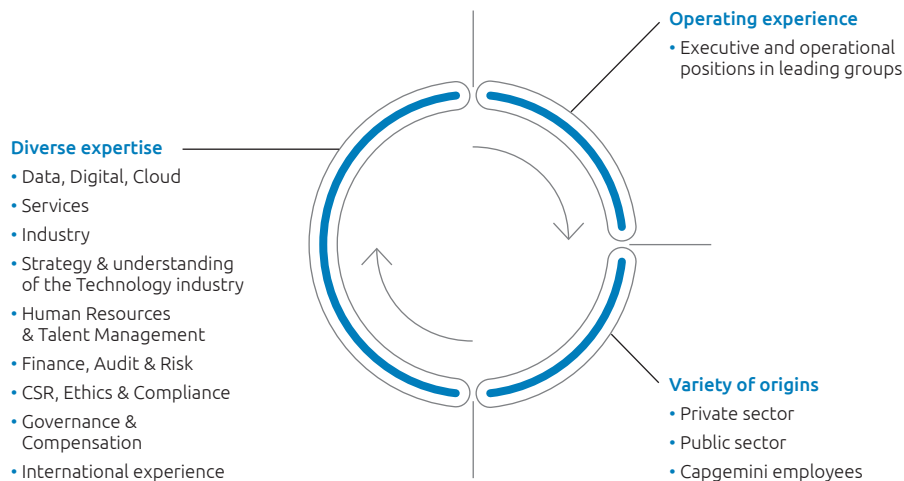 Operating experience
• Executive and operational
positions in leading groups
Diverse expertise
• Data, Digital, Cloud
• Services
• Industry
• Strategy & understanding
of the Technology industry
• Human Resources
& Talent Management
• Finance, Audit & Risk
• CSR, Ethics & Compliance
• Governance &
Compensation
• International experience
Variety of origins
• Private sector
• Public sector
• Capgemini employees